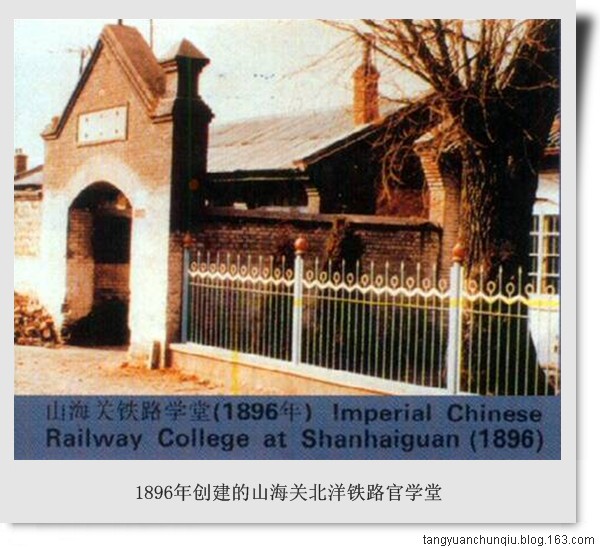 山海关铁路学堂(1896年) Imperial Chinese
Railway College at Shanhaiguan (1896)
1896年创建的山海关北洋铁路官学堂
tangyuanchunqiu.blog.163.com